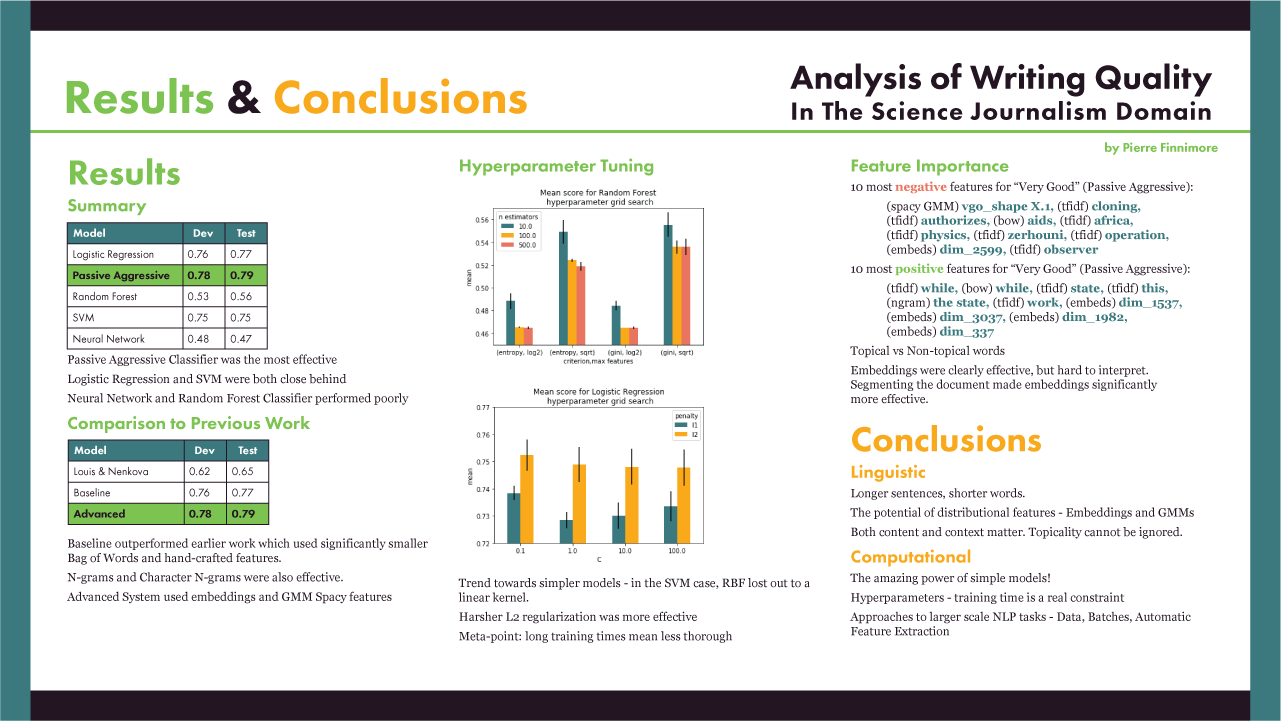 Results & Conclusions
Analysis of Writing Quality
In The Science Journalism Domain
by Pierre Finnimore
Results
Summary
Model Dev Test
Logistic Regression 0.76 0.77
Passive Aggressive 0.78 0.79
Random Forest 0.53 0.56
SVM 0.75 0.75
Neural Network 0.48 0.47
Passive Aggressive Classifier was the most effective
Logistic Regression and SVM were both close behind
Neural Network and Random Forest Classifier performed poorly
Comparison to Previous Work
Model Dev Test
Louis & Nenkova 0.62 0.65
Baseline 0.76 0.77
Advanced 0.78 0.79
Baseline outperformed earlier work which used significantly smaller
Bag of Words and hand-crafted features.
N-grams and Character N-grams were also effective.
Advanced System used embeddings and GMM Spacy features
Hyperparameter Tuning
Mean score for Random Forest
hyperparameter grid search
n estimators
10.0
100.0
500.0
0.56
0.54
0.52
0.50
0.48
0.46
mean
(entropy, log2) (entropy, sqrt) (gini, log2) (gini, sqrt)
criterion,max features
Mean score for Logistic Regression
hyperparameter grid search
penalty
l1
l2
0.77
0.76
0.75
0.74
0.73
0.72
mean
0.1 1.0 10.0 100.0
C
Trend towards simpler models - in the SVM case, RBF lost out to a
linear kernel.
Harsher L2 regularization was more effective
Meta-point: long training times mean less thorough
Feature Importance
10 most negative features for “Very Good” (Passive Aggressive):
(spacy GMM) vgo_shape X.1, (tfidf) cloning,
(tfidf) authorizes, (bow) aids, (tfidf) africa,
(tfidf) physics, (tfidf) zerhouni, (tfidf) operation,
(embeds) dim_2599, (tfidf) observer
10 most positive features for “Very Good” (Passive Aggressive):
(tfidf) while, (bow) while, (tfidf) state, (tfidf) this,
(ngram) the state, (tfidf) work, (embeds) dim_1537,
(embeds) dim_3037, (embeds) dim_1982,
(embeds) dim_337
Topical vs Non-topical words
Embeddings were clearly effective, but hard to interpret.
Segmenting the document made embeddings significantly
more effective.
Conclusions
Linguistic
Longer sentences, shorter words.
The potential of distributional features - Embeddings and GMMs
Both content and context matter. Topicality cannot be ignored.
Computational
The amazing power of simple models!
Hyperparameters - training time is a real constraint
Approaches to larger scale NLP tasks - Data, Batches, Automatic
Feature Extraction